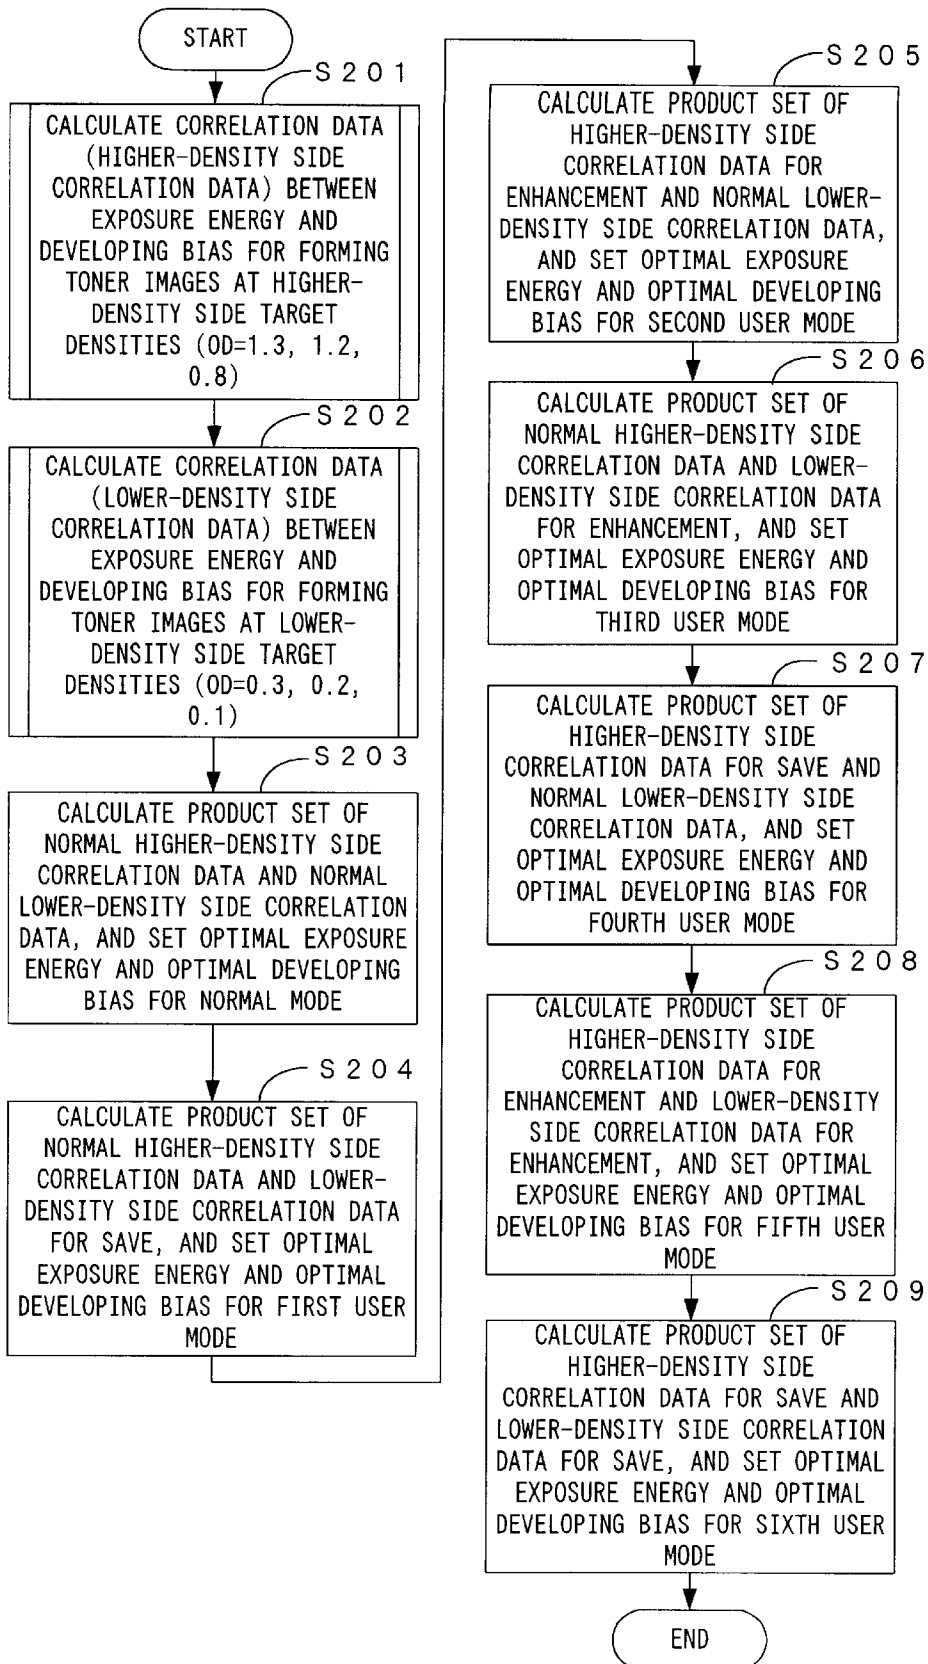 START
S201
CALCULATE CORRELATION DATA
(HIGHER-DENSITY SIDE
CORRELATION DATA) BETWEEN
EXPOSURE ENERGY AND
DEVELOPING BIAS FOR FORMING
TONER IMAGES AT HIGHER-
DENSITY SIDE TARGET
DENSITIES (OD=1.3, 1.2,
0.8)
S202
CALCULATE CORRELATION DATA
(LOWER-DENSITY SIDE
CORRELATION DATA) BETWEEN
EXPOSURE ENERGY AND
DEVELOPING BIAS FOR FORMING
TONER IMAGES AT LOWER-
DENSITY SIDE TARGET
DENSITIES (OD=0.3, 0.2,
0.1)
S203
CALCULATE PRODUCT SET OF
NORMAL HIGHER-DENSITY SIDE
CORRELATION DATA AND NORMAL
LOWER-DENSITY SIDE CORRELATION
DATA, AND SET OPTIMAL EXPOSURE
ENERGY AND OPTIMAL DEVELOPING
BIAS FOR NORMAL MODE
S204
CALCULATE PRODUCT SET OF
NORMAL HIGHER-DENSITY SIDE
CORRELATION DATA AND LOWER-
DENSITY SIDE CORRELATION DATA
FOR SAVE, AND SET OPTIMAL
EXPOSURE ENERGY AND OPTIMAL
DEVELOPING BIAS FOR FIRST USER
MODE
S205
CALCULATE PRODUCT SET OF
HIGHER-DENSITY SIDE
CORRELATION DATA FOR
ENHANCEMENT AND NORMAL LOWER-
DENSITY SIDE CORRELATION DATA,
AND SET OPTIMAL EXPOSURE
ENERGY AND OPTIMAL DEVELOPING
BIAS FOR SECOND USER MODE
S206
CALCULATE PRODUCT SET OF
NORMAL HIGHER-DENSITY SIDE
CORRELATION DATA AND LOWER-
DENSITY SIDE CORRELATION DATA
FOR ENHANCEMENT, AND SET
OPTIMAL EXPOSURE ENERGY AND
OPTIMAL DEVELOPING BIAS FOR
THIRD USER MODE
S207
CALCULATE PRODUCT SET OF
HIGHER-DENSITY SIDE
CORRELATION DATA FOR SAVE AND
NORMAL LOWER-DENSITY SIDE
CORRELATION DATA, AND SET
OPTIMAL EXPOSURE ENERGY AND
OPTIMAL DEVELOPING BIAS FOR
FOURTH USER MODE
S208
CALCULATE PRODUCT SET OF
HIGHER-DENSITY SIDE
CORRELATION DATA FOR
ENHANCEMENT AND LOWER-DENSITY
SIDE CORRELATION DATA FOR
ENHANCEMENT, AND SET OPTIMAL
EXPOSURE ENERGY AND OPTIMAL
DEVELOPING BIAS FOR FIFTH USER
MODE
S209
CALCULATE PRODUCT SET OF
HIGHER-DENSITY SIDE
CORRELATION DATA FOR SAVE AND
LOWER-DENSITY SIDE CORRELATION
DATA FOR SAVE, AND SET OPTIMAL
EXPOSURE ENERGY AND OPTIMAL
DEVELOPING BIAS FOR SIXTH USER
MODE
END